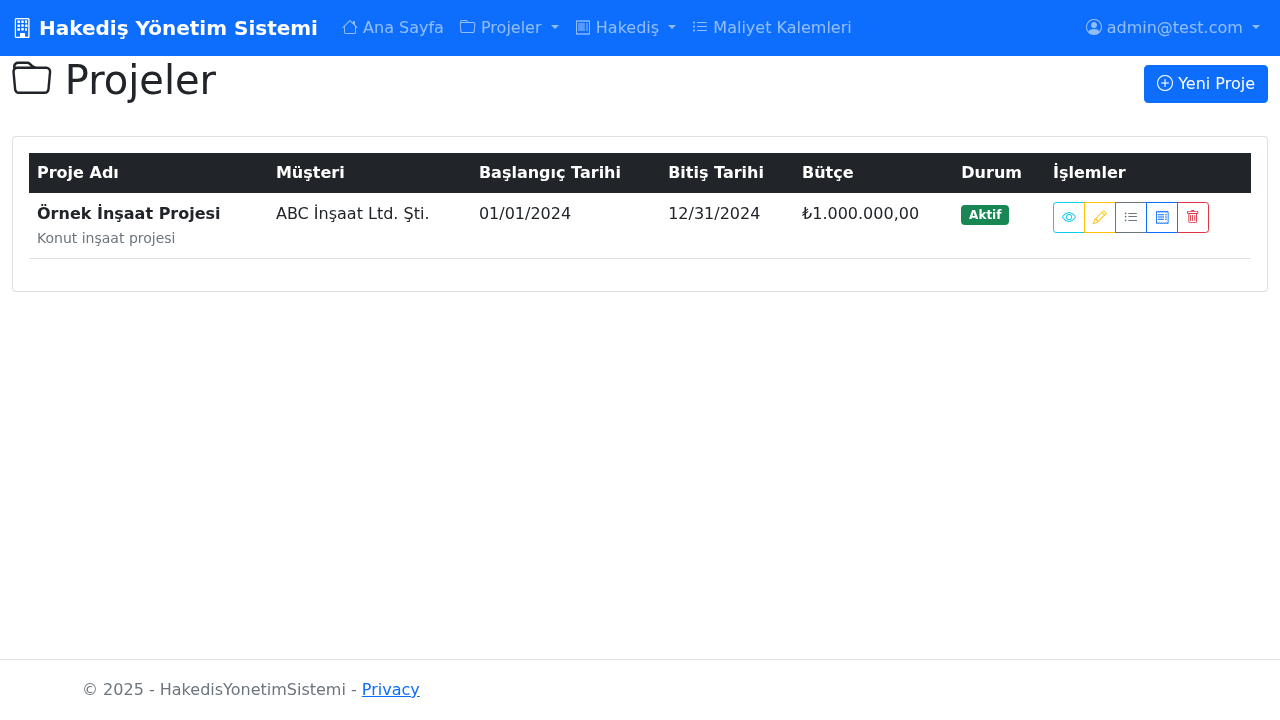 Hakediş Yönetim Sistemi Ana Sayfa Projeler Hakediş Maliyet Kalemleri admin@test.com
Projeler
Yeni Proje
Proje Adı Müşteri Başlangıç Tarihi Bitiş Tarihi Bütçe Durum İşlemler
Örnek İnşaat Projesi ABC İnşaat Ltd. Şti. 01/01/2024 12/31/2024 ₺1.000.000,00 Aktif
Konut inşaat projesi
© 2025 - HakedisYonetimSistemi - Privacy